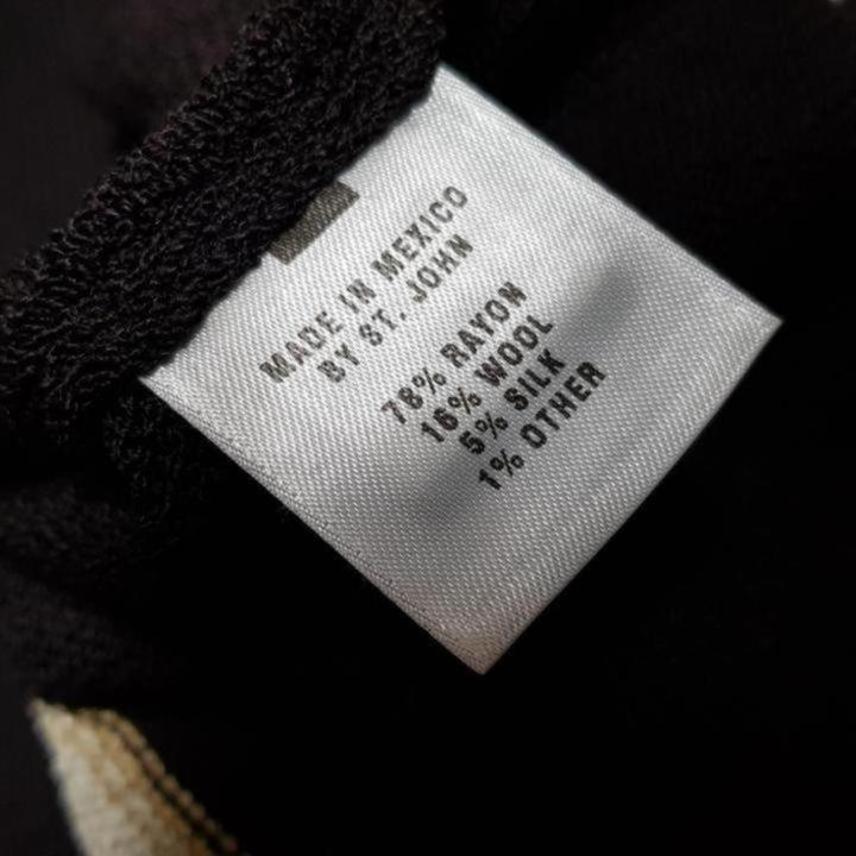 MADE IN MEXICO
BY ST. JOHN
78% RAYON
16% WOOL
5% SILK
1% OTHER